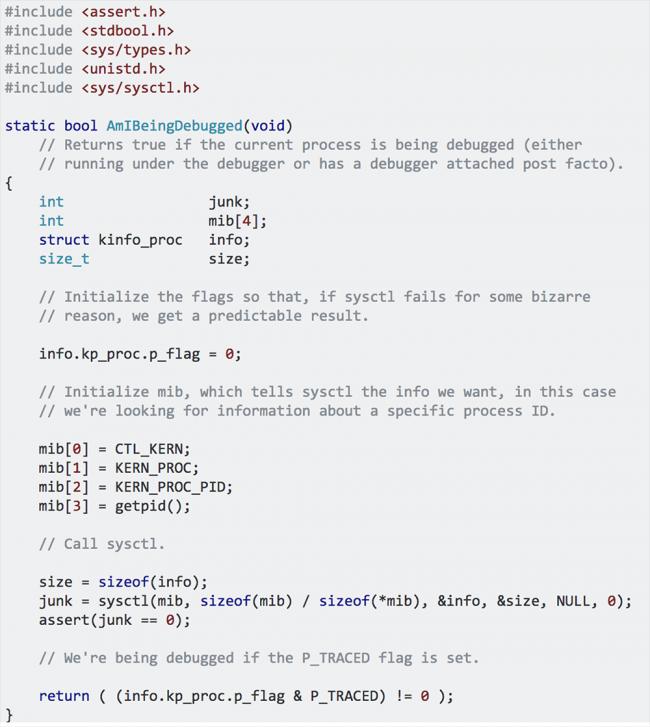 #include <assert.h>
#include <stdbool.h>
#include <sys/types.h>
#include <unistd.h>
#include <sys/sysctl.h>

static bool AmIBeingDebugged(void)
    // Returns true if the current process is being debugged (either
    // running under the debugger or has a debugger attached post facto).
{
    int                 junk;
    int                 mib[4];
    struct kinfo_proc   info;
    size_t              size;

    // Initialize the flags so that, if sysctl fails for some bizarre
    // reason, we get a predictable result.

    info.kp_proc.p_flag = 0;

    // Initialize mib, which tells sysctl the info we want, in this case
    // we're looking for information about a specific process ID.

    mib[0] = CTL_KERN;
    mib[1] = KERN_PROC;
    mib[2] = KERN_PROC_PID;
    mib[3] = getpid();

    // Call sysctl.

    size = sizeof(info);
    junk = sysctl(mib, sizeof(mib) / sizeof(*mib), &info, &size, NULL, 0);
    assert(junk == 0);

    // We're being debugged if the P_TRACED flag is set.

    return ( (info.kp_proc.p_flag & P_TRACED) != 0 );
}